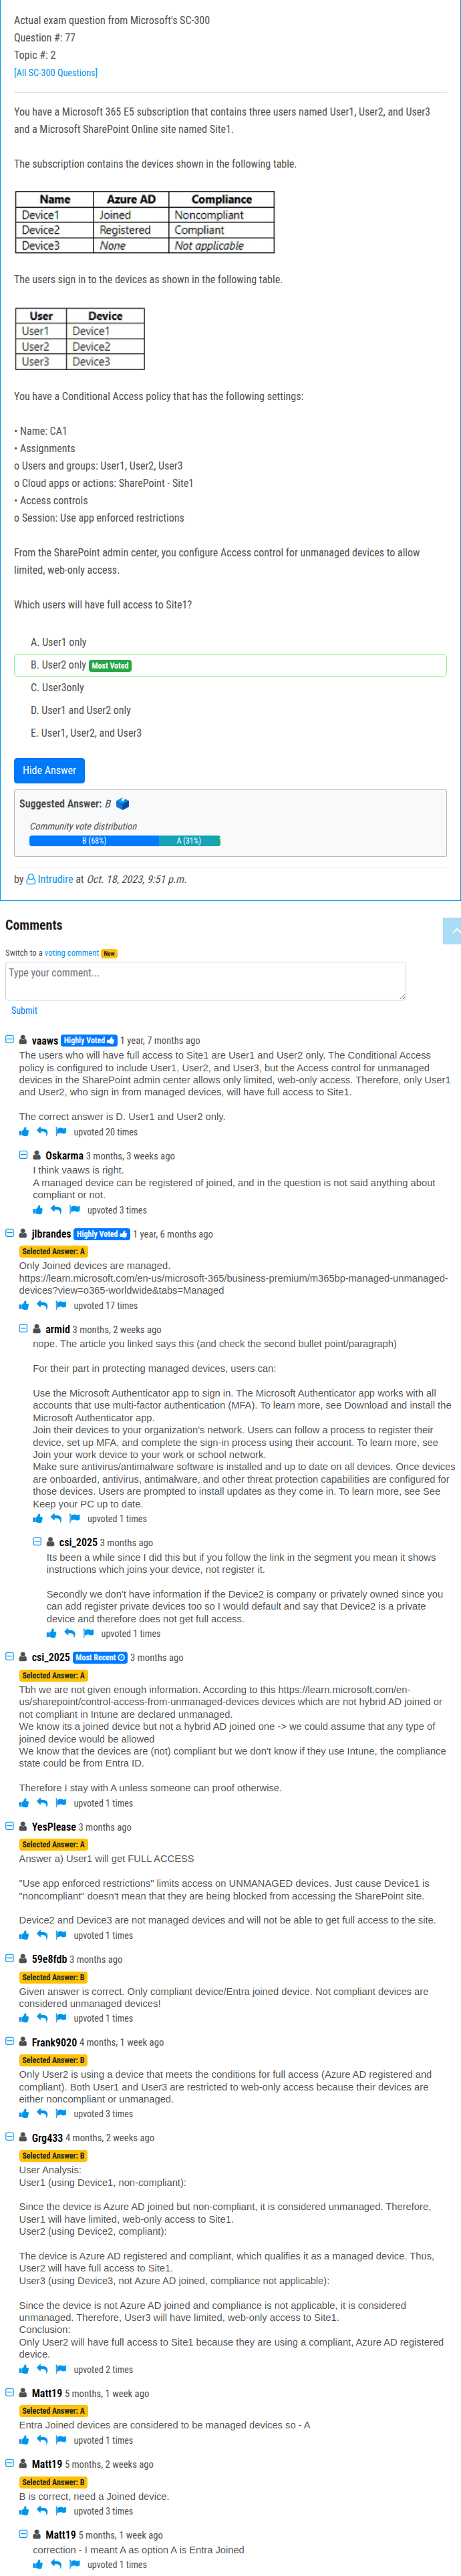 Actual exam question from Microsoft's SC-300
Question #: 77
Topic #: 2
[All SC-300 Questions]
You have a Microsoft 365 E5 subscription that contains three users named User1, User2, and User3
and a Microsoft SharePoint Online site named Site1.
The subscription contains the devices shown in the following table.
Name Azure AD Compliance
Device1 Joined Noncompliant
Device2 Registered Compliant
Device3 None Not applicable
The users sign in to the devices as shown in the following table.
User Device
User1 Device1
User2 Device2
User3 Device3
You have a Conditional Access policy that has the following settings:
• Name: CA1
• Assignments
o Users and groups: User1, User2, User3
o Cloud apps or actions: SharePoint - Site1
• Access controls
o Session: Use app enforced restrictions
From the SharePoint admin center, you configure Access control for unmanaged devices to allow
limited, web-only access.
Which users will have full access to Site1?
A. User1 only
B. User2 only Most Voted
C. User3only
D. User1 and User2 only
E. User1, User2, and User3
Hide Answer
Suggested Answer: B
Community vote distribution
B (68%) A (31%)
by Intrudire at Oct. 18, 2023, 9:51 p.m.
Comments
Switch to a voting comment New
Type your comment...
Submit
vaaws Highly Voted 1 year, 7 months ago
The users who will have full access to Site1 are User1 and User2 only. The Conditional Access
policy is configured to include User1, User2, and User3, but the Access control for unmanaged
devices in the SharePoint admin center allows only limited, web-only access. Therefore, only User1
and User2, who sign in from managed devices, will have full access to Site1.
The correct answer is D. User1 and User2 only.
upvoted 20 times
Oskarma 3 months, 3 weeks ago
I think vaaws is right.
A managed device can be registered of joined, and in the question is not said anything about
compliant or not.
upvoted 3 times
jlbrandes Highly Voted 1 year, 6 months ago
Selected Answer: A
Only Joined devices are managed.
https://learn.microsoft.com/en-us/microsoft-365/business-premium/m365bp-managed-unmanaged-
devices?view=o365-worldwide&tabs=Managed
upvoted 17 times
armid 3 months, 2 weeks ago
nope. The article you linked says this (and check the second bullet point/paragraph)
For their part in protecting managed devices, users can:
Use the Microsoft Authenticator app to sign in. The Microsoft Authenticator app works with all
accounts that use multi-factor authentication (MFA). To learn more, see Download and install the
Microsoft Authenticator app.
Join their devices to your organization's network. Users can follow a process to register their
device, set up MFA, and complete the sign-in process using their account. To learn more, see
Join your work device to your work or school network.
Make sure antivirus/antimalware software is installed and up to date on all devices. Once devices
are onboarded, antivirus, antimalware, and other threat protection capabilities are configured for
those devices. Users are prompted to install updates as they come in. To learn more, see See
Keep your PC up to date.
upvoted 1 times
csi_2025 3 months ago
Its been a while since I did this but if you follow the link in the segment you mean it shows
instructions which joins your device, not register it.
Secondly we don't have information if the Device2 is company or privately owned since you
can add register private devices too so I would default and say that Device2 is a private
device and therefore does not get full access.
upvoted 1 times
csi_2025 Most Recent 3 months ago
Selected Answer: A
Tbh we are not given enough information. According to this https://learn.microsoft.com/en-
us/sharepoint/control-access-from-unmanaged-devices devices which are not hybrid AD joined or
not compliant in Intune are declared unmanaged.
We know its a joined device but not a hybrid AD joined one -> we could assume that any type of
joined device would be allowed
We know that the devices are (not) compliant but we don't know if they use Intune, the compliance
state could be from Entra ID.
Therefore I stay with A unless someone can proof otherwise.
upvoted 1 times
YesPlease 3 months ago
Selected Answer: A
Answer a) User1 will get FULL ACCESS
"Use app enforced restrictions" limits access on UNMANAGED devices. Just cause Device1 is
"noncompliant" doesn't mean that they are being blocked from accessing the SharePoint site.
Device2 and Device3 are not managed devices and will not be able to get full access to the site.
upvoted 1 times
59e8fdb 3 months ago
Selected Answer: B
Given answer is correct. Only compliant device/Entra joined device. Not compliant devices are
considered unmanaged devices!
upvoted 1 times
Frank9020 4 months, 1 week ago
Selected Answer: B
Only User2 is using a device that meets the conditions for full access (Azure AD registered and
compliant). Both User1 and User3 are restricted to web-only access because their devices are
either noncompliant or unmanaged.
upvoted 3 times
Grg433 4 months, 2 weeks ago
Selected Answer: B
User Analysis:
User1 (using Device1, non-compliant):
Since the device is Azure AD joined but non-compliant, it is considered unmanaged. Therefore,
User1 will have limited, web-only access to Site1.
User2 (using Device2, compliant):
The device is Azure AD registered and compliant, which qualifies it as a managed device. Thus,
User2 will have full access to Site1.
User3 (using Device3, not Azure AD joined, compliance not applicable):
Since the device is not Azure AD joined and compliance is not applicable, it is considered
unmanaged. Therefore, User3 will have limited, web-only access to Site1.
Conclusion:
Only User2 will have full access to Site1 because they are using a compliant, Azure AD registered
device.
upvoted 2 times
Matt19 5 months, 1 week ago
Selected Answer: A
Entra Joined devices are considered to be managed devices so - A
upvoted 1 times
Matt19 5 months, 2 weeks ago
Selected Answer: B
B is correct, need a Joined device.
upvoted 3 times
Matt19 5 months, 1 week ago
correction - I meant A as option A is Entra Joined
upvoted 1 times